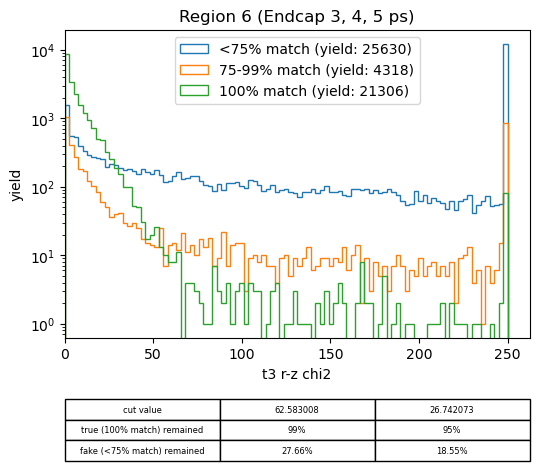 Region 6 (Endcap 3, 4, 5 ps)
<75% match (yield: 25630)
75-99% match (yield: 4318)
100% match (yield: 21306)
yield
10⁴
10³
10²
10¹
10⁰
0 50 100 150 200 250
t3 r-z chi2
cut value 62.583008 26.742073
true (100% match) remained 99% 95%
fake (<75% match) remained 27.66% 18.55%